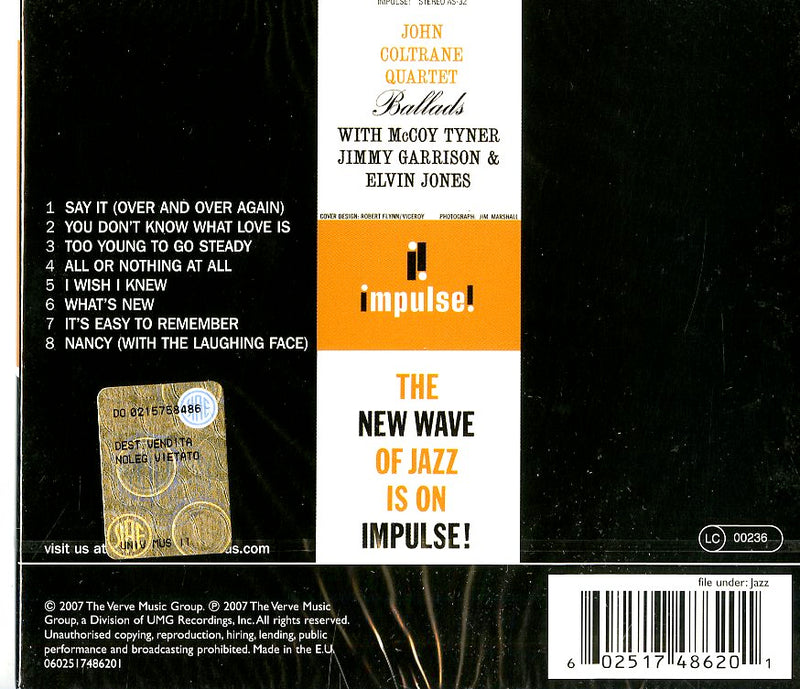 IMPULSE! STEREO AS-32
JOHN
COLTRANE
QUARTET
Ballads
WITH McCOY TYNER
JIMMY GARRISON &
ELVIN JONES
COVER DESIGN: ROBERT FLYNN/VICEROY PHOTOGRAPH: JIM MARSHALL
1 SAY IT (OVER AND OVER AGAIN)
2 YOU DON'T KNOW WHAT LOVE IS
3 TOO YOUNG TO GO STEADY
4 ALL OR NOTHING AT ALL
5 I WISH I KNEW
6 WHAT'S NEW
7 IT'S EASY TO REMEMBER
8 NANCY (WITH THE LAUGHING FACE)
i!
impulse!
THE
NEW WAVE
OF JAZZ
IS ON
IMPULSE!
DO 0215758486
DEST.VENDITA
NOLEG.VIETATO
UNIV MUS IT
visit us at us.com
LC 00236
© 2007 The Verve Music Group. ℗ 2007 The Verve Music
Group, a Division of UMG Recordings, Inc. All rights reserved.
Unauthorised copying, reproduction, hiring, lending, public
performance and broadcasting prohibited. Made in the E.U.
0602517486201
file under: Jazz
6 02517 48620 1